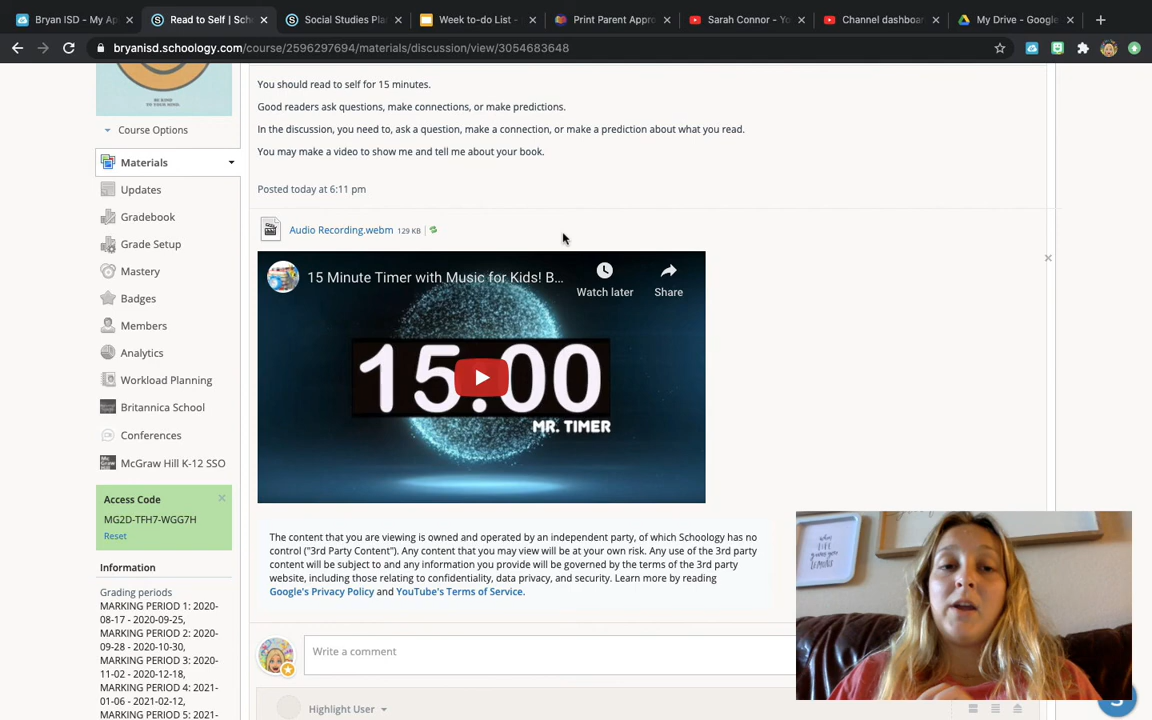 Bryan ISD - My Ap
Read to Self | Scho
Social Studies Pla
Week to-do List -
Print Parent Appro
Sarah Connor - Yo
Channel dashboar
My Drive - Google
bryanisd.schoology.com/course/2596297694/materials/discussion/view/3054683648
BE KIND
TO YOUR MIND.
Course Options
Materials
Updates
Gradebook
Grade Setup
Mastery
Badges
Members
Analytics
Workload Planning
Britannica School
Conferences
McGraw Hill K-12 SSO
Access Code
MG2D-TFH7-WGG7H
Reset
Information
Grading periods
MARKING PERIOD 1: 2020-
08-17 - 2020-09-25,
MARKING PERIOD 2: 2020-
09-28 - 2020-10-30,
MARKING PERIOD 3: 2020-
11-02 - 2020-12-18,
MARKING PERIOD 4: 2021-
01-06 - 2021-02-12,
MARKING PERIOD 5: 2021-
You should read to self for 15 minutes.
Good readers ask questions, make connections, or make predictions.
In the discussion, you need to, ask a question, make a connection, or make a prediction about what you read.
You may make a video to show me and tell me about your book.
Posted today at 6:11 pm
Audio Recording.webm 129 KB
15 Minute Timer with Music for Kids! B...
Watch later
Share
15:00
MR. TIMER
The content that you are viewing is owned and operated by an independent party, of which Schoology has no
control ("3rd Party Content"). Any content that you may view will be at your own risk. Any use of the 3rd party
content will be subject to and any information you provide will be governed by the terms of the 3rd party
website, including those relating to confidentiality, data privacy, and security. Learn more by reading
Google's Privacy Policy and YouTube's Terms of Service.
Write a comment
Highlight User